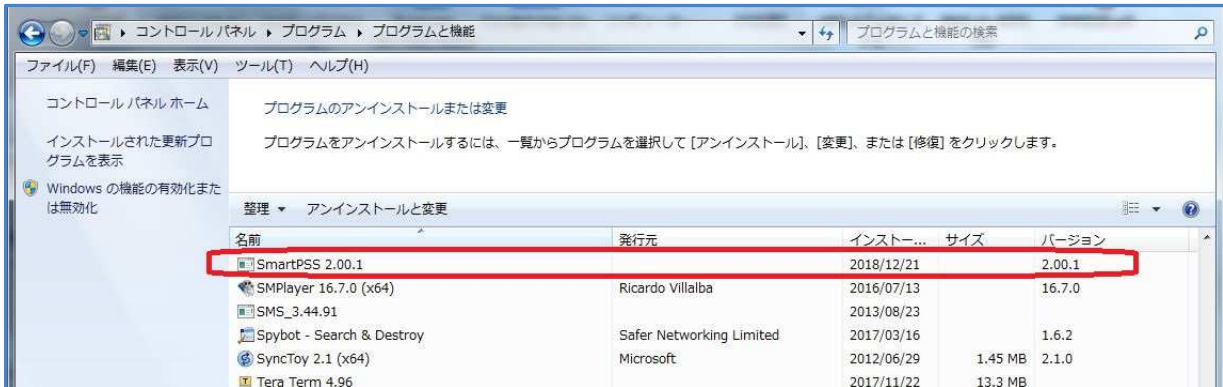 コントロール パネル ▸ プログラム ▸ プログラムと機能
プログラムと機能の検索
ファイル(F) 編集(E) 表示(V) ツール(T) ヘルプ(H)
コントロール パネル ホーム
インストールされた更新プロ
グラムを表示
Windows の機能の有効化また
は無効化
プログラムのアンインストールまたは変更
プログラムをアンインストールするには、一覧からプログラムを選択して [アンインストール]、[変更]、または [修復] をクリックします。
整理 アンインストールと変更
名前 発行元 インストー... サイズ バージョン
SmartPSS 2.00.1 2018/12/21 2.00.1
SMPlayer 16.7.0 (x64) Ricardo Villalba 2016/07/13 16.7.0
SMS_3.44.91 2013/08/23
Spybot - Search & Destroy Safer Networking Limited 2017/03/16 1.6.2
SyncToy 2.1 (x64) Microsoft 2012/06/29 1.45 MB 2.1.0
Tera Term 4.96 2017/11/22 13.3 MB